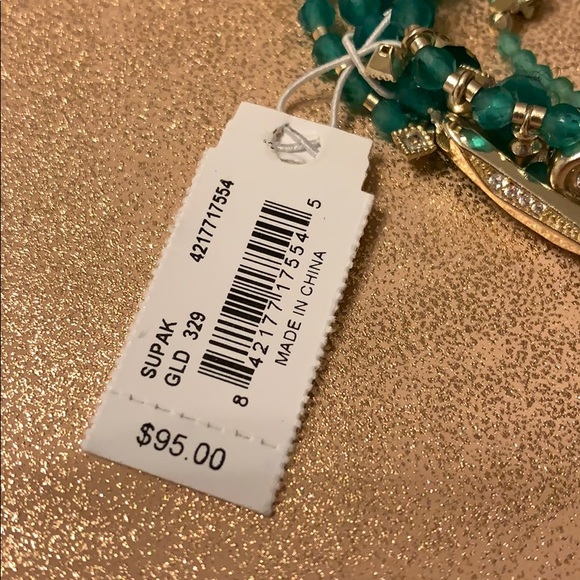 4217717554
SUPAK
GLD 329
8 42177 17554 5
MADE IN CHINA
$95.00